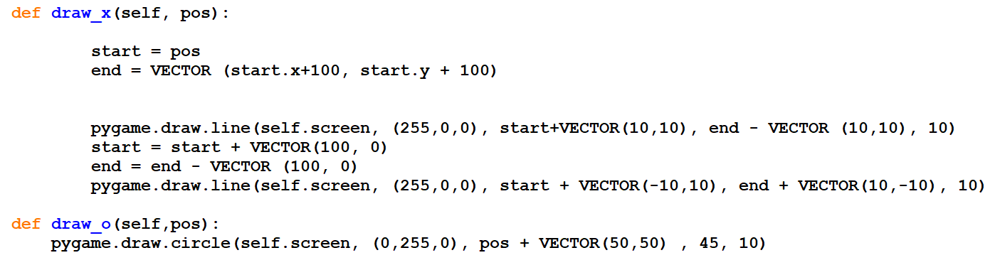 def draw_x(self, pos):
start = pos
end = VECTOR (start.x+100, start.y + 100)
pygame.draw.line(self.screen, (255,0,0), start+VECTOR(10,10), end - VECTOR (10,10), 10)
start = start + VECTOR(100, 0)
end = end - VECTOR (100, 0)
pygame.draw.line(self.screen, (255,0,0), start + VECTOR(-10,10), end + VECTOR(10,-10), 10)
def draw_o(self,pos):
pygame.draw.circle(self.screen, (0,255,0), pos + VECTOR(50,50) , 45, 10)